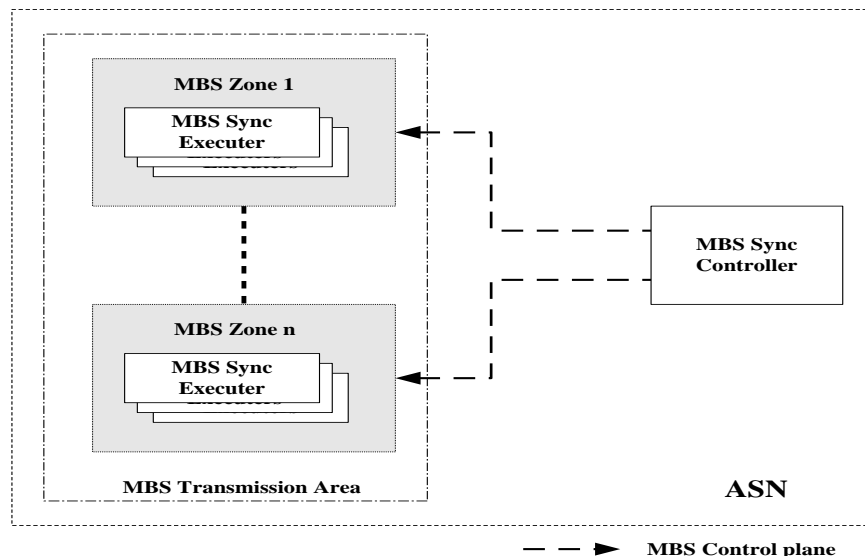 MBS Zone 1
MBS Sync
Executer
Executers
MBS Sync
Controller
MBS Zone n
MBS Sync
Executer
MBS Transmission Area
ASN
MBS Control plane